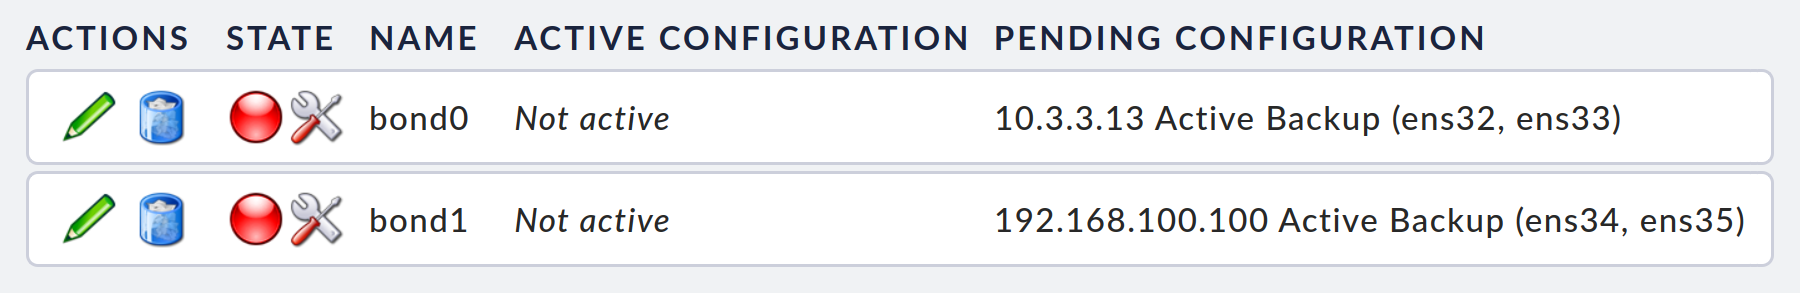 ACTIONS STATE NAME ACTIVE CONFIGURATION PENDING CONFIGURATION
bond0 Not active 10.3.3.13 Active Backup (ens32, ens33)
bond1 Not active 192.168.100.100 Active Backup (ens34, ens35)